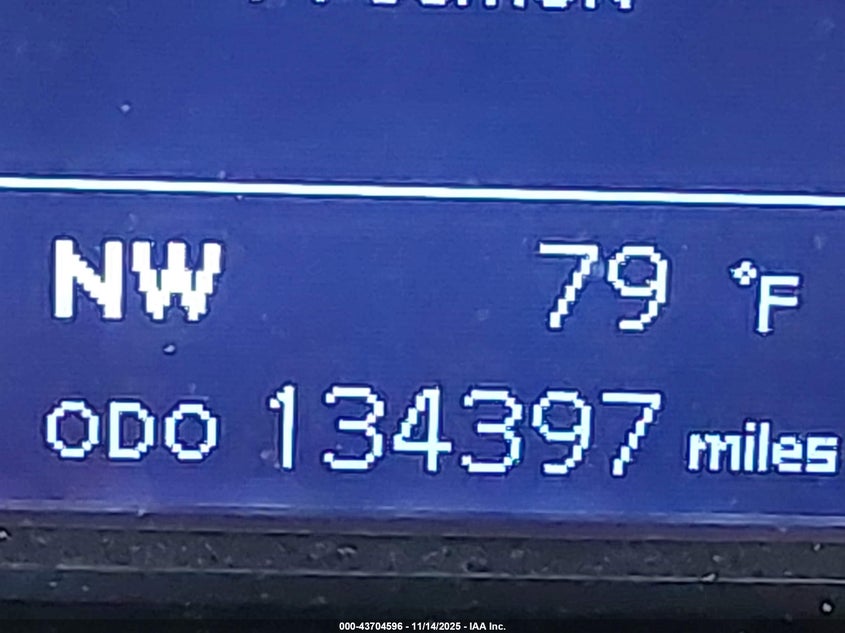 NW 79 °F
ODO 134397 miles
000-43704596 - 11/14/2025 - IAA Inc.